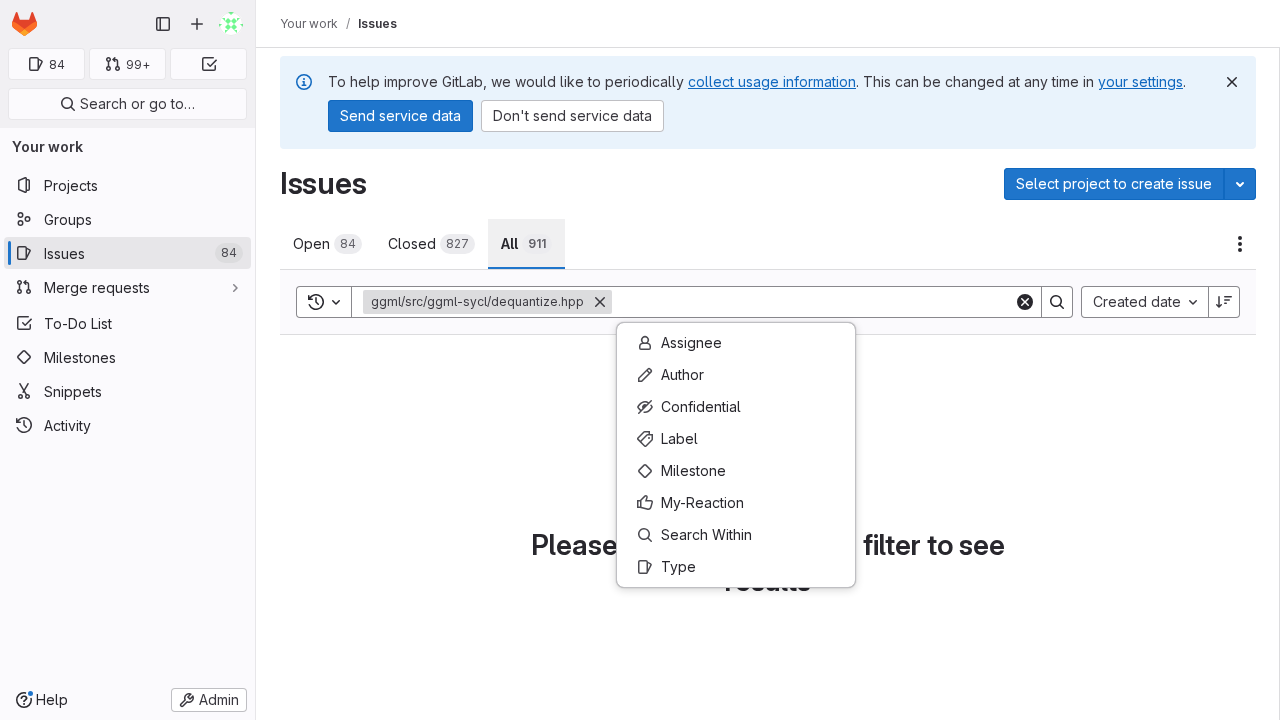 Your work / Issues
84
99+
Search or go to…
Your work
Projects
Groups
Issues 84
Merge requests
To-Do List
Milestones
Snippets
Activity
Help
Admin
To help improve GitLab, we would like to periodically collect usage information. This can be changed at any time in your settings.
Send service data
Don't send service data
Issues
Select project to create issue
Open 84
Closed 827
All 911
ggml/src/ggml-sycl/dequantize.hpp
Created date
Assignee
Author
Confidential
Label
Milestone
My-Reaction
Search Within
Type
Please filter to see